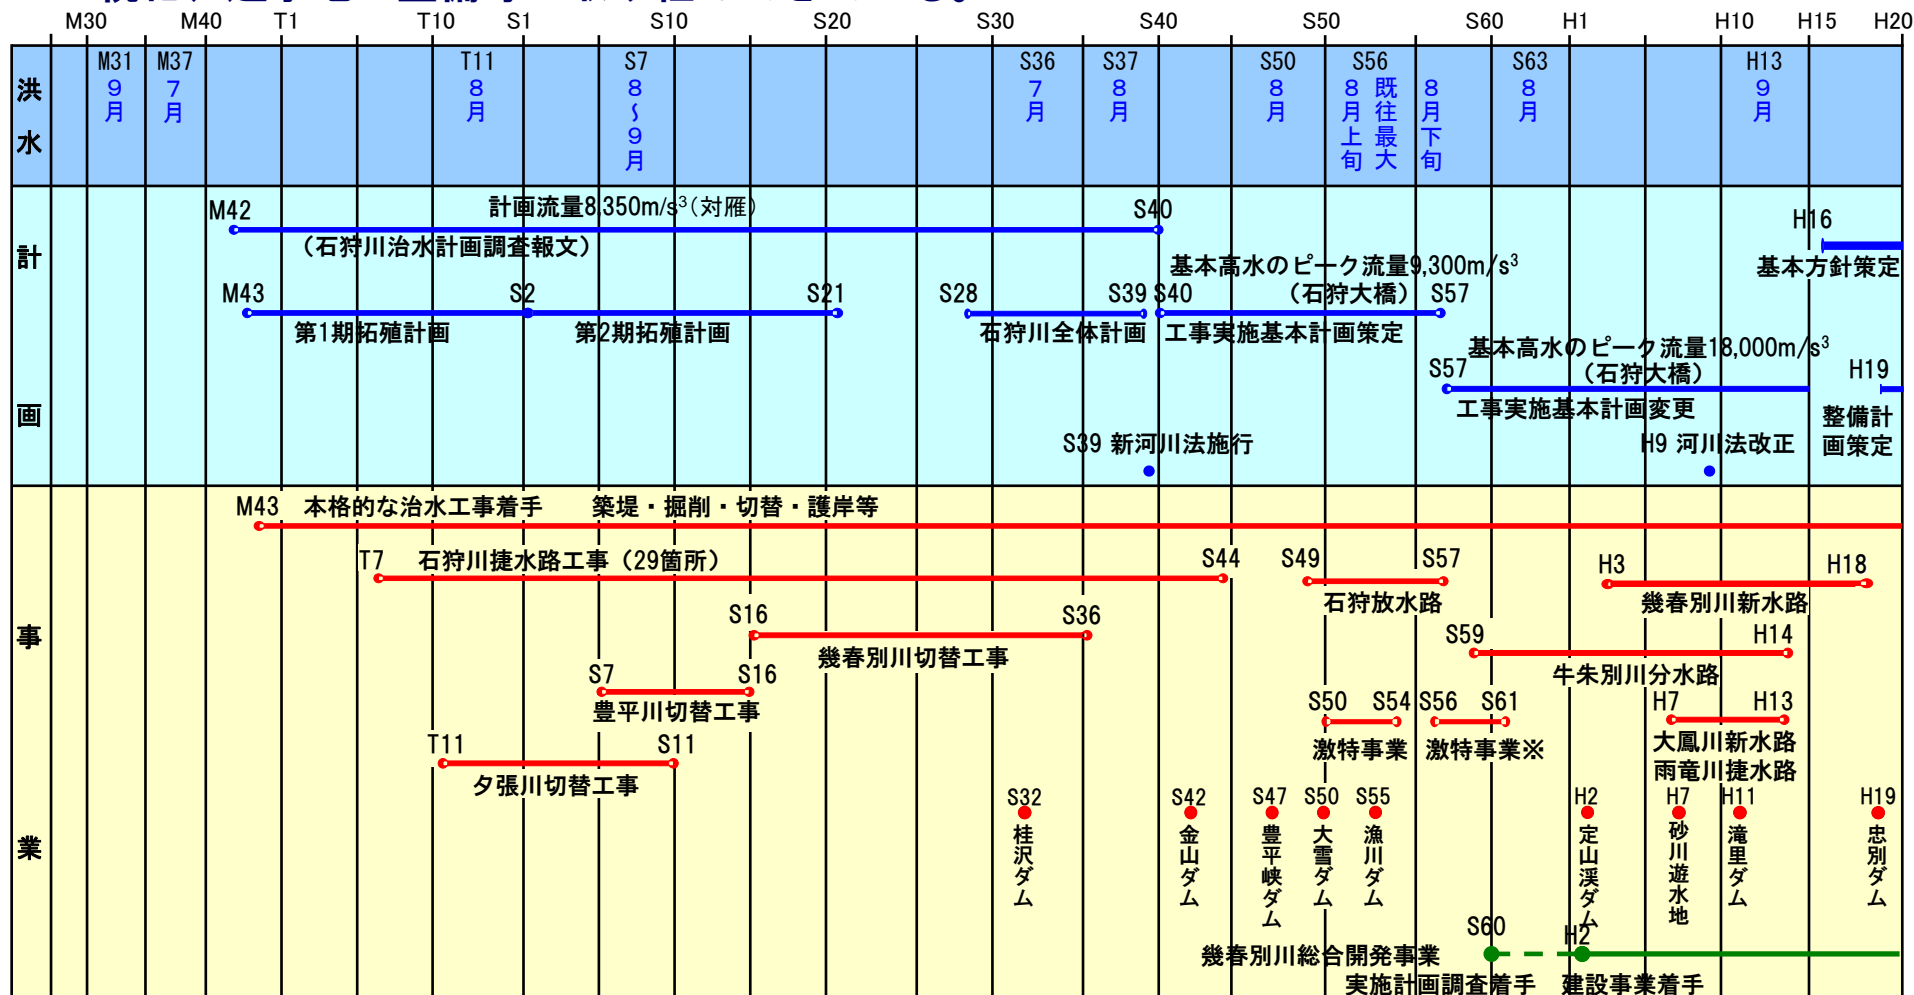 M30 M40 T1 T10 S1 S10 S20 S30 S40 S50 S60 H1 H10 H15 H20
洪水
M31 9月
M37 7月
T11 8月
S7 8～9月
S36 7月
S37 8月
S50 8月
S56
8月上旬
既往最大
8月下旬
S63 8月
H13 9月
計画
M42 計画流量8,350m/s³(対雁) S40
(石狩川治水計画調査報文)
H16
基本方針策定
基本高水のピーク流量9,300m/s³
(石狩大橋)
M43 S2 S21 S28 S39 S40 S57
第1期拓殖計画 第2期拓殖計画 石狩川全体計画 工事実施基本計画策定
基本高水のピーク流量18,000m/s³
(石狩大橋)
S57 H19
工事実施基本計画変更
整備計
画策定
S39 新河川法施行
H9 河川法改正
事業
M43 本格的な治水工事着手 築堤・掘削・切替・護岸等
T7 石狩川捷水路工事（29箇所） S44
S49 S57
石狩放水路
H3 H18
幾春別川新水路
S16 S36
幾春別川切替工事
S59 H14
牛朱別川分水路
S7 S16
豊平川切替工事
S50 S54
激特事業
S56 S61
激特事業※
H7 H13
大鳳川新水路
雨竜川捷水路
T11 S11
夕張川切替工事
S32 桂沢ダム
S42 金山ダム
S47 豊平峡ダム
S50 大雪ダム
S55 漁川ダム
H2 定山渓ダム
H7 砂川遊水地
H11 滝里ダム
H19 忠別ダム
幾春別川総合開発事業 S60 H2
実施計画調査着手 建設事業着手